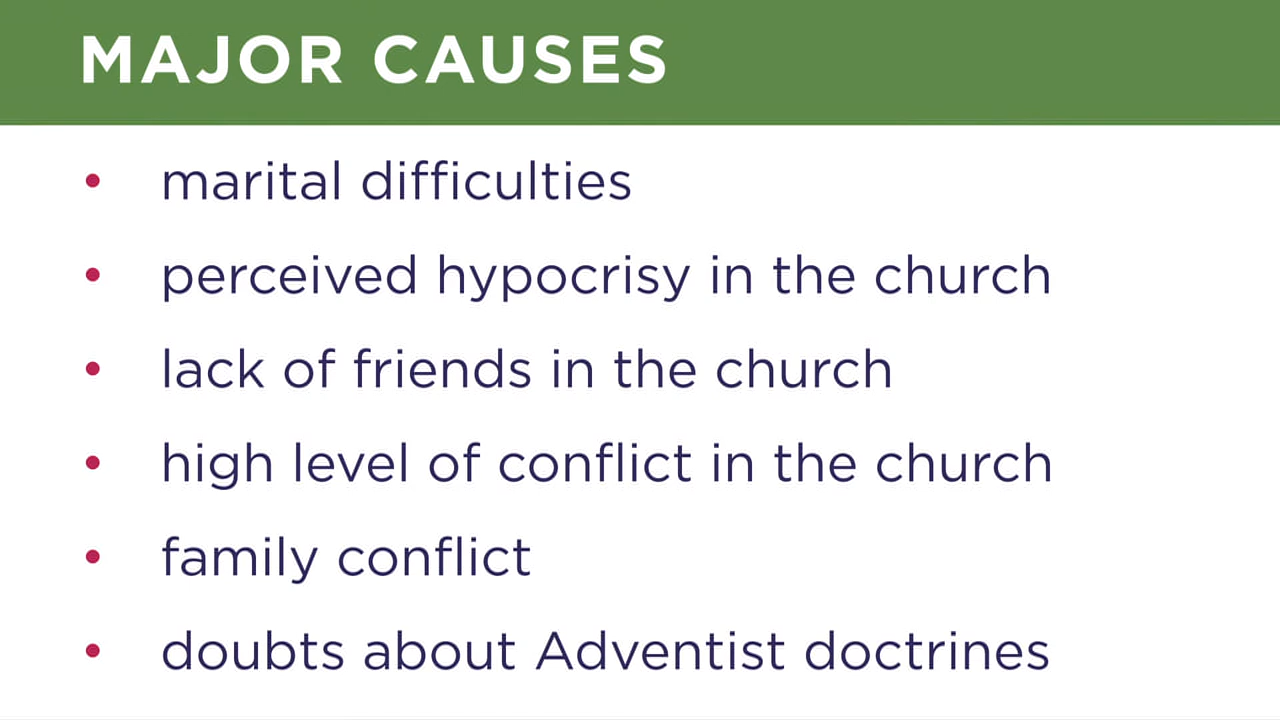 MAJOR CAUSES
• marital difficulties
• perceived hypocrisy in the church
• lack of friends in the church
• high level of conflict in the church
• family conflict
• doubts about Adventist doctrines